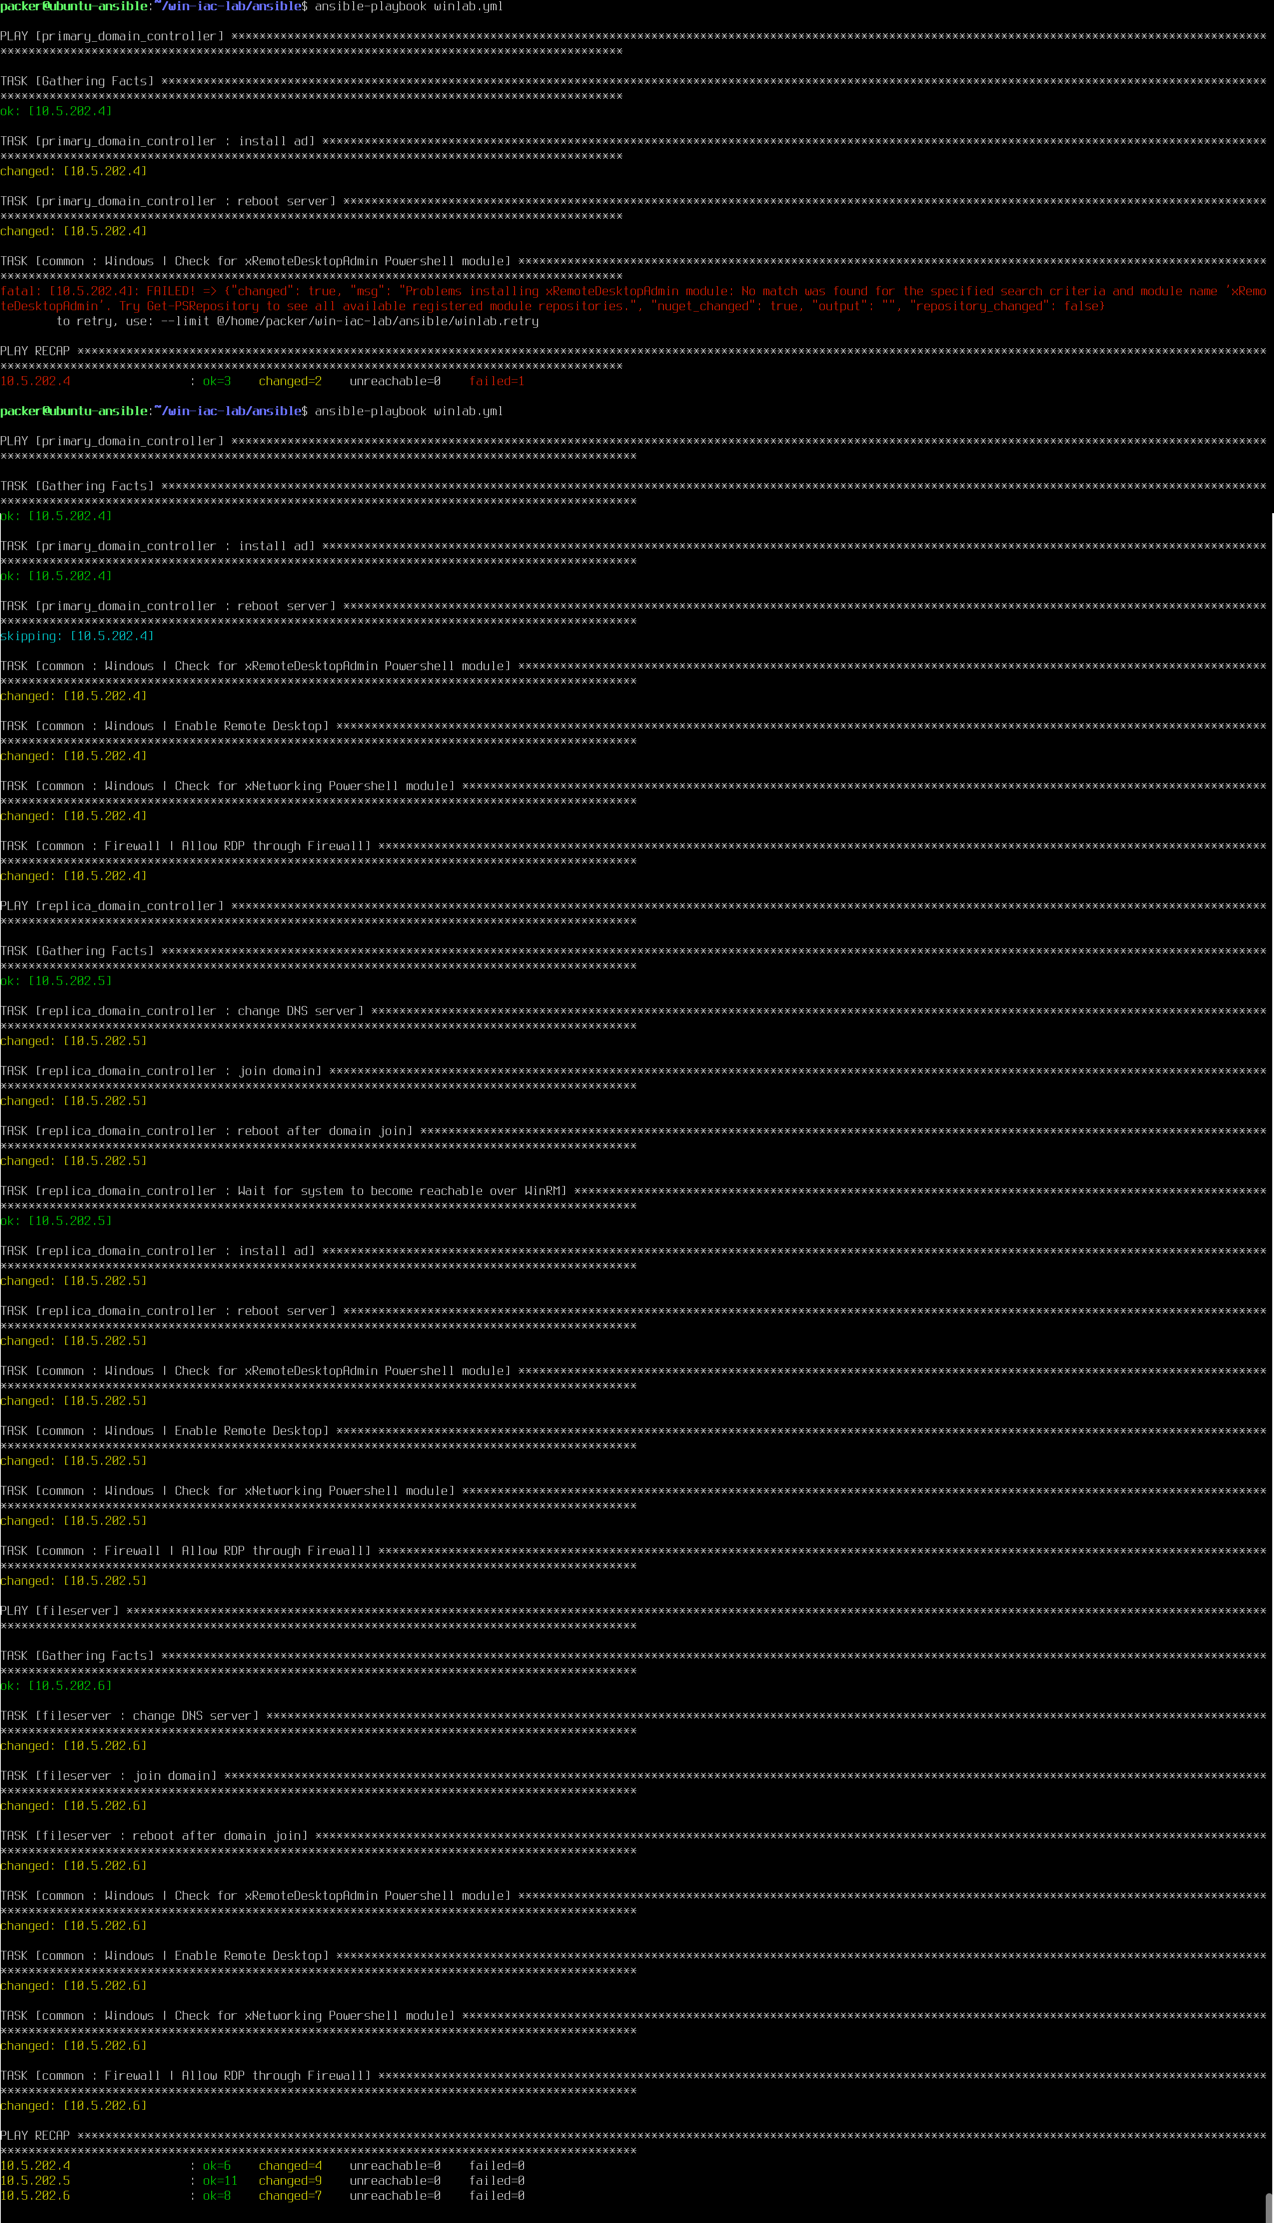 packer@ubuntu-ansible:~/win-iac-lab/ansible$ ansible-playbook winlab.yml
PLAY [primary_domain_controller] ********************
********************
TASK [Gathering Facts] ********************
********************
ok: [10.5.202.4]
TASK [primary_domain_controller : install ad] ********************
********************
changed: [10.5.202.4]
TASK [primary_domain_controller : reboot server] ********************
********************
changed: [10.5.202.4]
TASK [common : Windows | Check for xRemoteDesktopAdmin Powershell module] ********************
********************
fatal: [10.5.202.4]: FAILED! => {"changed": true, "msg": "Problems installing xRemoteDesktopAdmin module: No match was found for the specified search criteria and module name 'xRemo
teDesktopAdmin'. Try Get-PSRepository to see all available registered module repositories.", "nuget_changed": true, "output": "", "repository_changed": false}
to retry, use: --limit @/home/packer/win-iac-lab/ansible/winlab.retry
PLAY RECAP ********************
********************
10.5.202.4 : ok=3 changed=2 unreachable=0 failed=1
packer@ubuntu-ansible:~/win-iac-lab/ansible$ ansible-playbook winlab.yml
PLAY [primary_domain_controller] ********************
********************
TASK [Gathering Facts] ********************
********************
ok: [10.5.202.4]
TASK [primary_domain_controller : install ad] ********************
********************
ok: [10.5.202.4]
TASK [primary_domain_controller : reboot server] ********************
********************
skipping: [10.5.202.4]
TASK [common : Windows | Check for xRemoteDesktopAdmin Powershell module] ********************
********************
changed: [10.5.202.4]
TASK [common : Windows | Enable Remote Desktop] ********************
********************
changed: [10.5.202.4]
TASK [common : Windows | Check for xNetworking Powershell module] ********************
********************
changed: [10.5.202.4]
TASK [common : Firewall | Allow RDP through Firewall] ********************
********************
changed: [10.5.202.4]
PLAY [replica_domain_controller] ********************
********************
TASK [Gathering Facts] ********************
********************
ok: [10.5.202.5]
TASK [replica_domain_controller : change DNS server] ********************
********************
changed: [10.5.202.5]
TASK [replica_domain_controller : join domain] ********************
********************
changed: [10.5.202.5]
TASK [replica_domain_controller : reboot after domain join] ********************
********************
changed: [10.5.202.5]
TASK [replica_domain_controller : Wait for system to become reachable over WinRM] ********************
********************
ok: [10.5.202.5]
TASK [replica_domain_controller : install ad] ********************
********************
changed: [10.5.202.5]
TASK [replica_domain_controller : reboot server] ********************
********************
changed: [10.5.202.5]
TASK [common : Windows | Check for xRemoteDesktopAdmin Powershell module] ********************
********************
changed: [10.5.202.5]
TASK [common : Windows | Enable Remote Desktop] ********************
********************
changed: [10.5.202.5]
TASK [common : Windows | Check for xNetworking Powershell module] ********************
********************
changed: [10.5.202.5]
TASK [common : Firewall | Allow RDP through Firewall] ********************
********************
changed: [10.5.202.5]
PLAY [fileserver] ********************
********************
TASK [Gathering Facts] ********************
********************
ok: [10.5.202.6]
TASK [fileserver : change DNS server] ********************
********************
changed: [10.5.202.6]
TASK [fileserver : join domain] ********************
********************
changed: [10.5.202.6]
TASK [fileserver : reboot after domain join] ********************
********************
changed: [10.5.202.6]
TASK [common : Windows | Check for xRemoteDesktopAdmin Powershell module] ********************
********************
changed: [10.5.202.6]
TASK [common : Windows | Enable Remote Desktop] ********************
********************
changed: [10.5.202.6]
TASK [common : Windows | Check for xNetworking Powershell module] ********************
********************
changed: [10.5.202.6]
TASK [common : Firewall | Allow RDP through Firewall] ********************
********************
changed: [10.5.202.6]
PLAY RECAP ********************
********************
10.5.202.4 : ok=6 changed=4 unreachable=0 failed=0
10.5.202.5 : ok=11 changed=9 unreachable=0 failed=0
10.5.202.6 : ok=8 changed=7 unreachable=0 failed=0